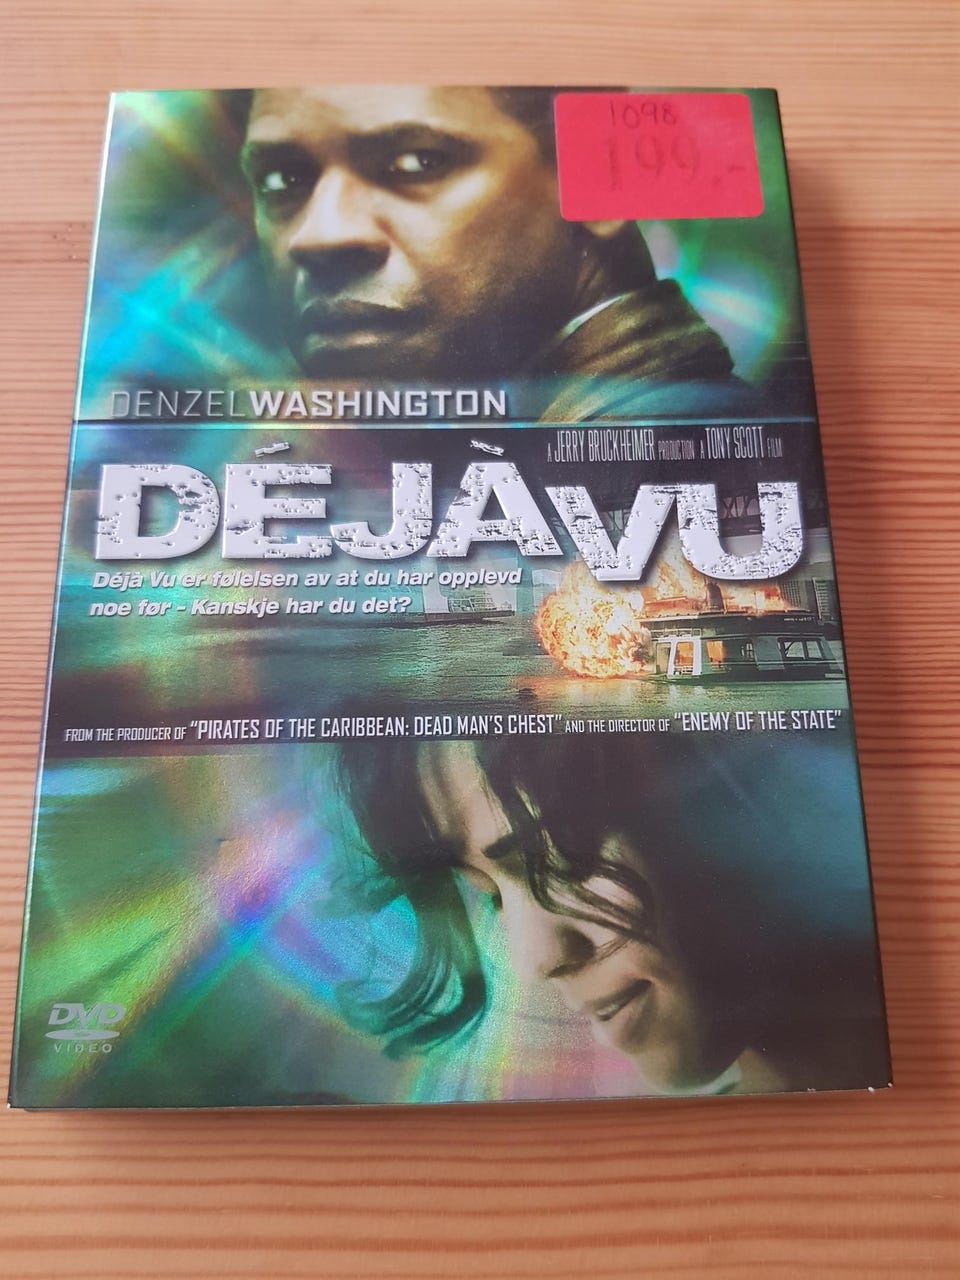 1098
199,-
DENZEL WASHINGTON
A JERRY BRUCKHEIMER PRODUCTION A TONY SCOTT FILM
DÉJÀ VU
Déjà Vu er følelsen av at du har opplevd
noe før - Kanskje har du det?
FROM THE PRODUCER OF "PIRATES OF THE CARIBBEAN: DEAD MAN'S CHEST" AND THE DIRECTOR OF "ENEMY OF THE STATE"
DVD
VIDEO